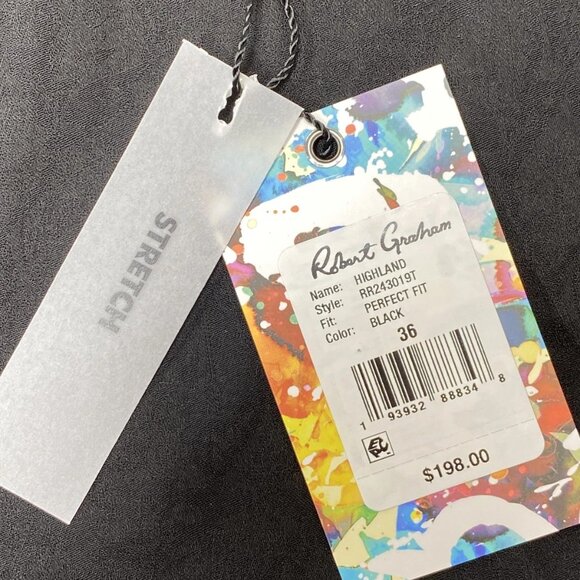 STRETCH
Robert Graham
Name: HIGHLAND
Style: RR243019T
Fit: PERFECT FIT
Color: BLACK
36
1 93932 88834 8
$198.00